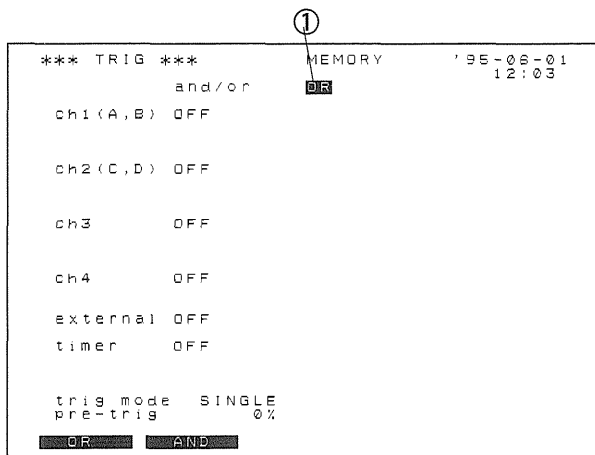 ①
*** TRIG *** MEMORY '95-06-01
12:03
and/or OR
ch1(A,B) OFF
ch2(C,D) OFF
ch3 OFF
ch4 OFF
external OFF
timer OFF
trig mode SINGLE
pre-trig 0%
OR AND